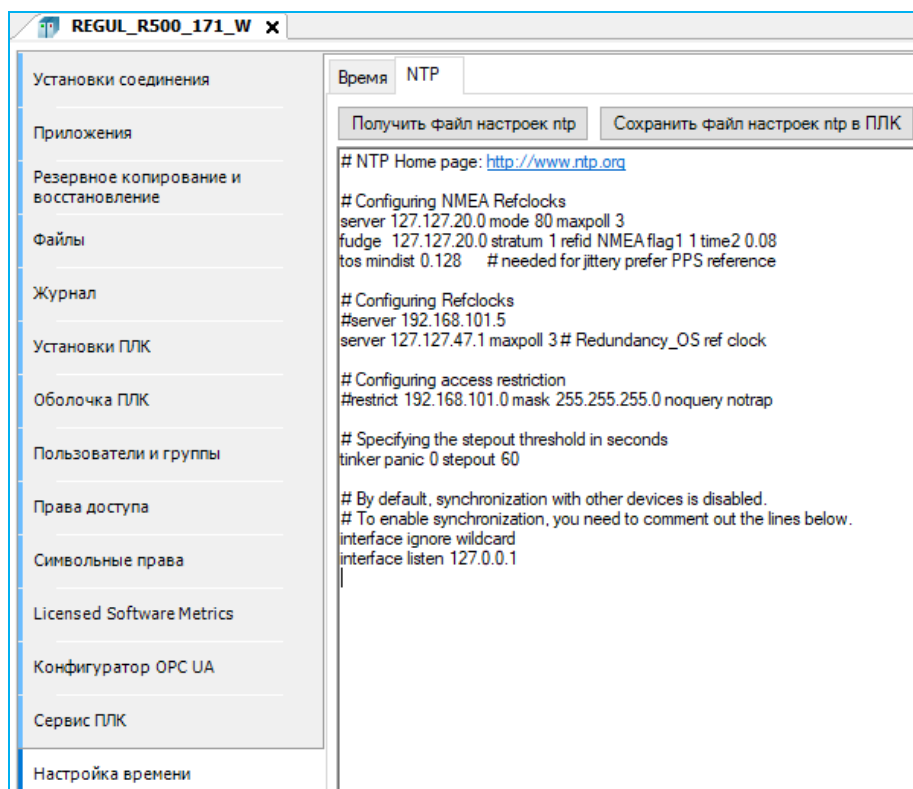 REGUL_R500_171_W x
Установки соединения
Приложения
Резервное копирование и
восстановление
Файлы
Журнал
Установки ПЛК
Оболочка ПЛК
Пользователи и группы
Права доступа
Символьные права
Licensed Software Metrics
Конфигуратор OPC UA
Сервис ПЛК
Настройка времени
Время NTP
Получить файл настроек ntp Сохранить файл настроек ntp в ПЛК
# NTP Home page: http://www.ntp.org
# Configuring NMEA Refclocks
server 127.127.20.0 mode 80 maxpoll 3
fudge 127.127.20.0 stratum 1 refid NMEA flag1 1 time2 0.08
tos mindist 0.128 # needed for jittery prefer PPS reference
# Configuring Refclocks
#server 192.168.101.5
server 127.127.47.1 maxpoll 3 # Redundancy_OS ref clock
# Configuring access restriction
#restrict 192.168.101.0 mask 255.255.255.0 noquery notrap
# Specifying the stepout threshold in seconds
tinker panic 0 stepout 60
# By default, synchronization with other devices is disabled.
# To enable synchronization, you need to comment out the lines below.
interface ignore wildcard
interface listen 127.0.0.1